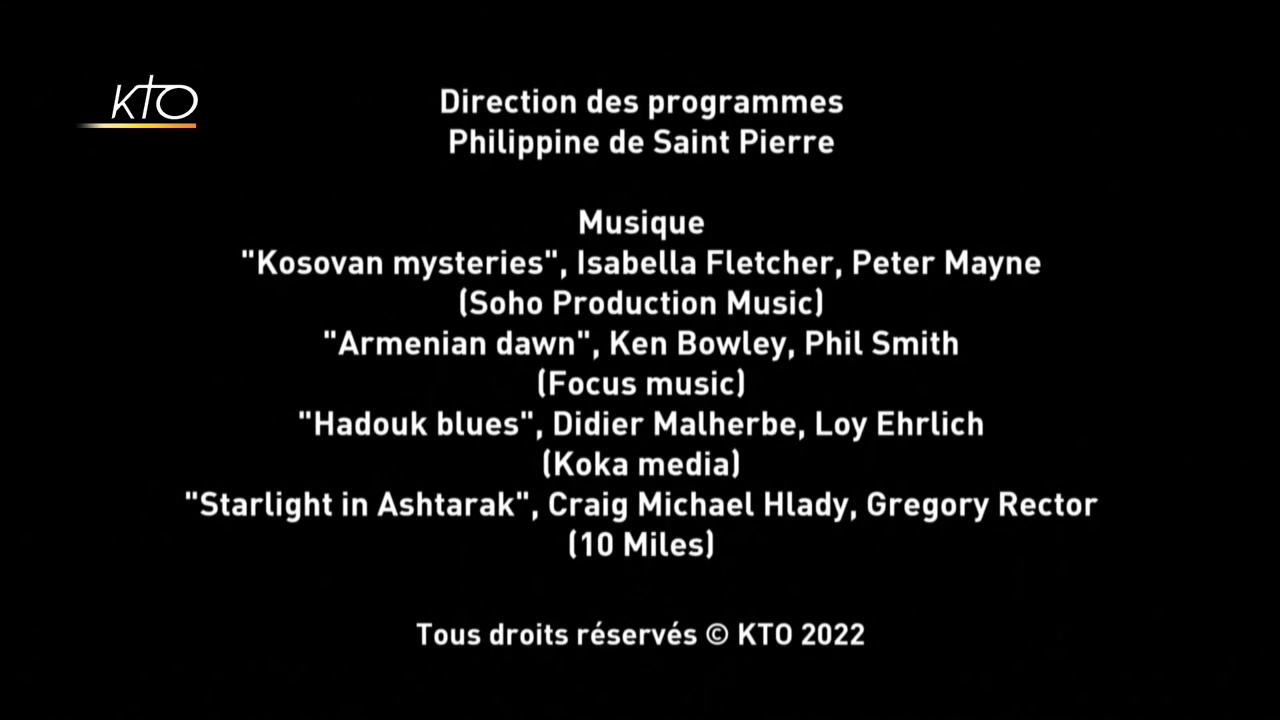 KTO
Direction des programmes
Philippine de Saint Pierre
Musique
"Kosovan mysteries", Isabella Fletcher, Peter Mayne
(Soho Production Music)
"Armenian dawn", Ken Bowley, Phil Smith
(Focus music)
"Hadouk blues", Didier Malherbe, Loy Ehrlich
(Koka media)
"Starlight in Ashtarak", Craig Michael Hlady, Gregory Rector
(10 Miles)
Tous droits réservés © KTO 2022